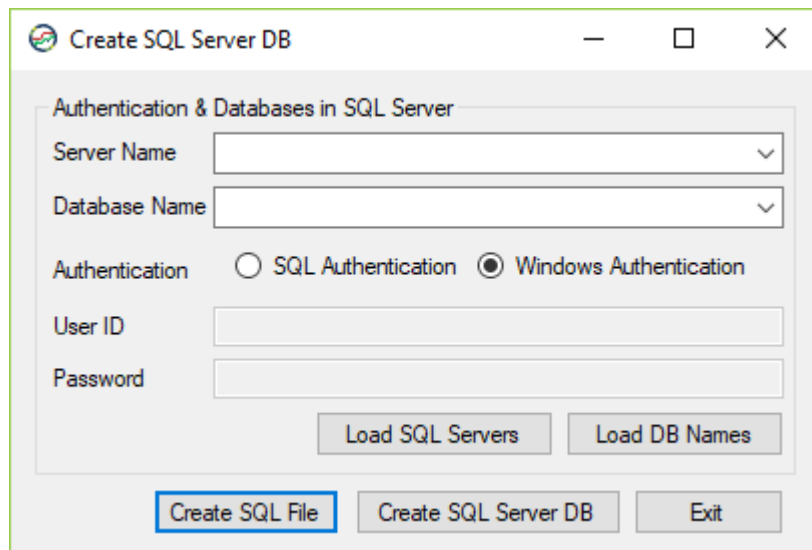 Create SQL Server DB
Authentication & Databases in SQL Server
Server Name
Database Name
Authentication SQL Authentication Windows Authentication
User ID
Password
Load SQL Servers Load DB Names
Create SQL File Create SQL Server DB Exit